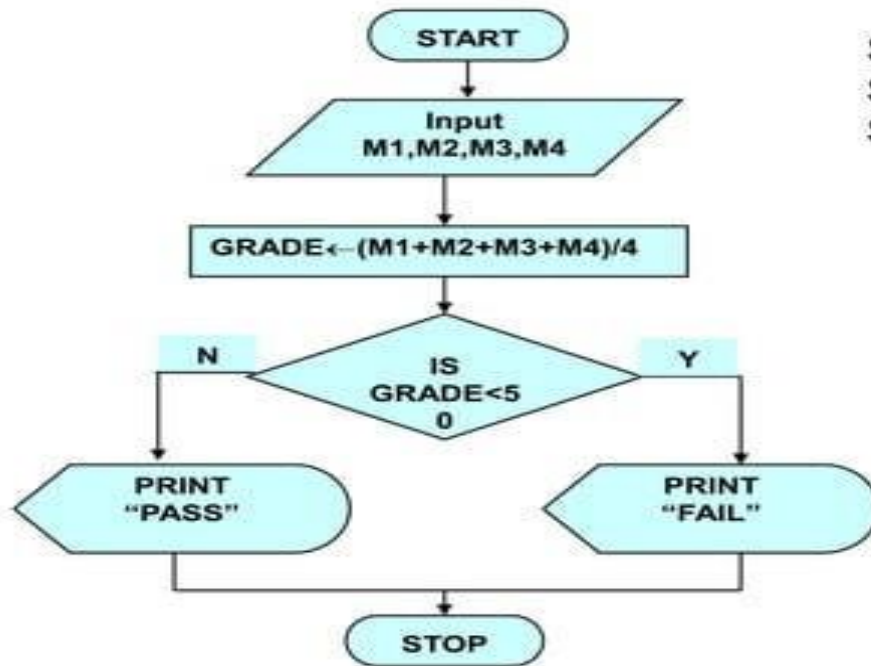 START
Input
M1,M2,M3,M4
GRADE←(M1+M2+M3+M4)/4
IS
GRADE<5
0
N
Y
PRINT
“PASS”
PRINT
“FAIL”
STOP